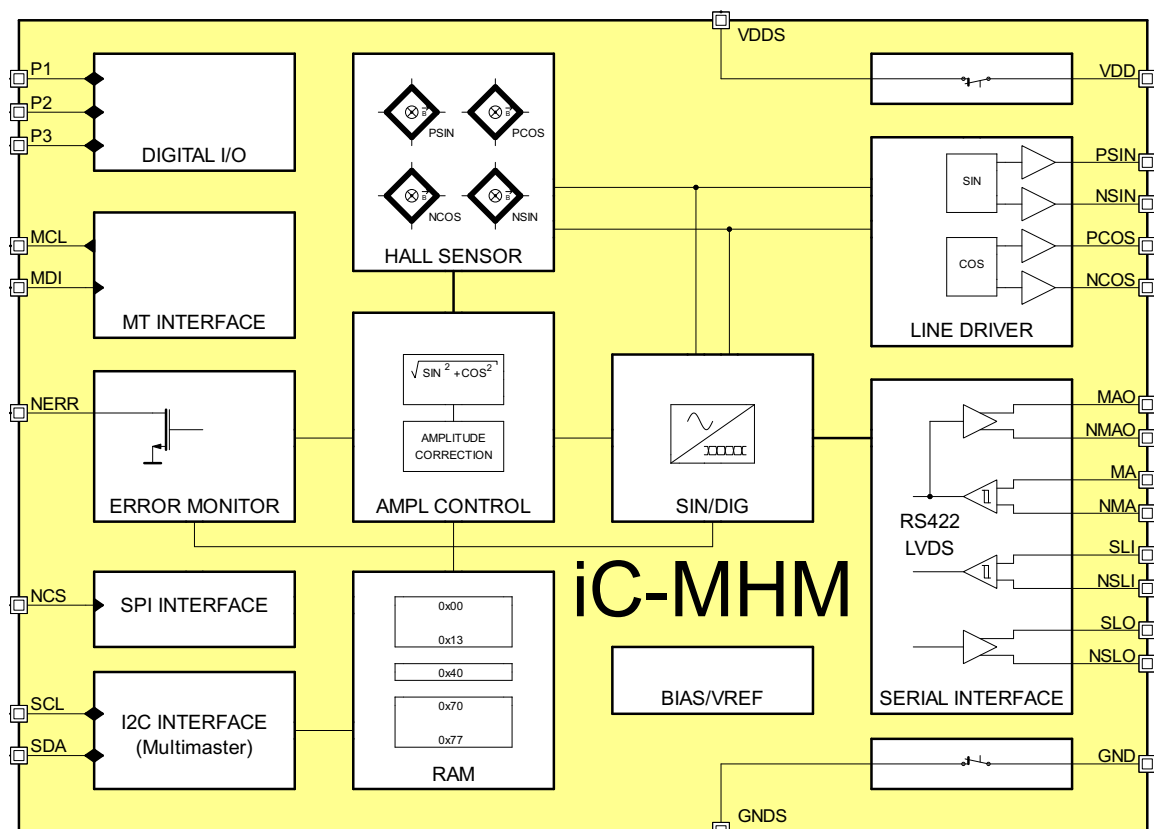 VDDS
P1
P2
P3
DIGITAL I/O
B
PSIN
B
PCOS
B
NCOS
B
NSIN
HALL SENSOR
VDD
SIN
COS
PSIN
NSIN
PCOS
NCOS
LINE DRIVER
MCL
MDI
MT INTERFACE
√SIN² +COS²
AMPLITUDE
CORRECTION
AMPL CONTROL
SIN/DIG
NERR
ERROR MONITOR
MAO
NMAO
MA
NMA
RS422
LVDS
SLI
NSLI
SLO
NSLO
SERIAL INTERFACE
iC-MHM
NCS
SPI INTERFACE
0x00
0x13
0x40
0x70
0x77
RAM
BIAS/VREF
SCL
SDA
I2C INTERFACE
(Multimaster)
GND
GNDS